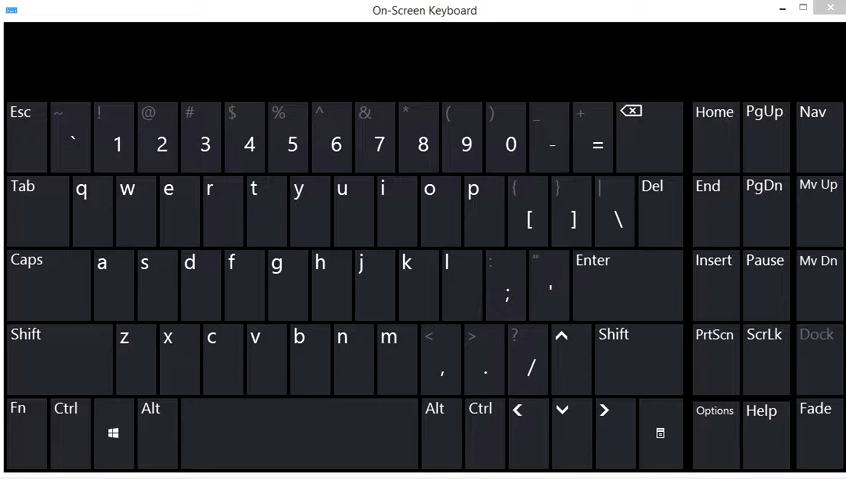 On-Screen Keyboard
Esc ~ ` ! 1 @ 2 # 3 $ 4 % 5 ^ 6 & 7 * 8 ( 9 ) 0 _ - + = Home PgUp Nav
Tab q w e r t y u i o p { [ } ] | \ Del End PgDn Mv Up
Caps a s d f g h j k l : ; " ' Enter Insert Pause Mv Dn
Shift z x c v b n m < , > . ? / Shift PrtScn ScrLk Dock
Fn Ctrl Alt Alt Ctrl Options Help Fade